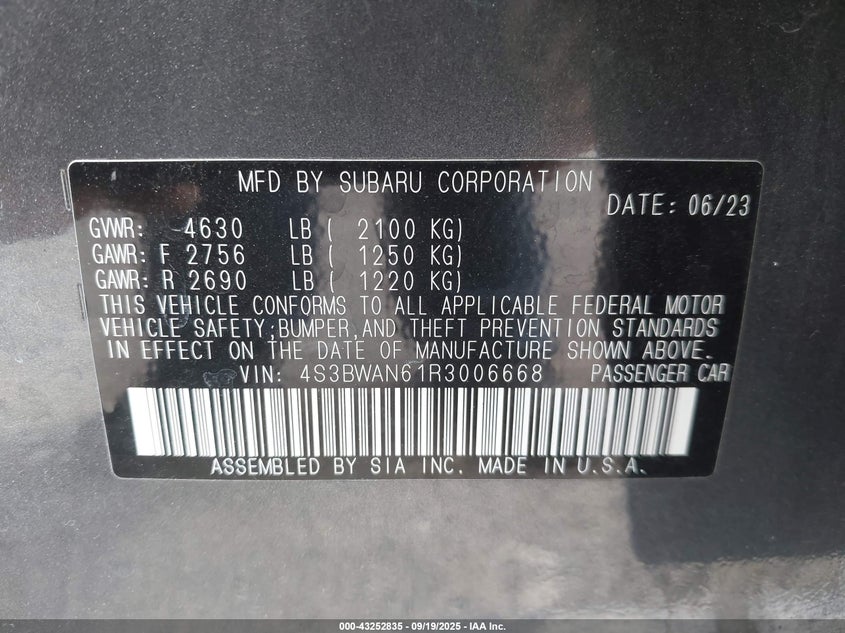 MFD BY SUBARU CORPORATION
DATE: 06/23
GVWR: 4630 LB ( 2100 KG)
GAWR: F 2756 LB ( 1250 KG)
GAWR: R 2690 LB ( 1220 KG)
THIS VEHICLE CONFORMS TO ALL APPLICABLE FEDERAL MOTOR
VEHICLE SAFETY,BUMPER,AND THEFT PREVENTION STANDARDS
IN EFFECT ON THE DATE OF MANUFACTURE SHOWN ABOVE.
VIN: 4S3BWAN61R3006668 PASSENGER CAR
ASSEMBLED BY SIA INC. MADE IN U.S.A.
000-43252835 - 09/19/2025 - IAA Inc.